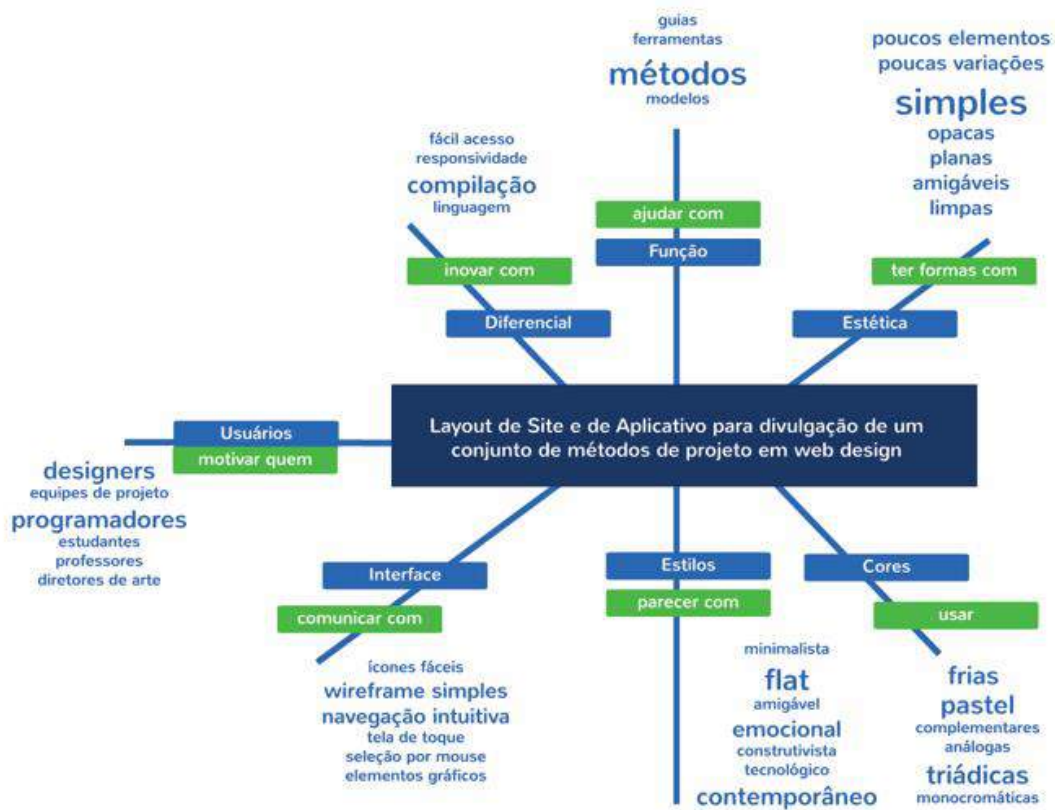 guias
ferramentas
métodos
modelos
ajudar com
Função
poucos elementos
poucas variações
simples
opacas
planas
amigáveis
limpas
ter formas com
Estética
fácil acesso
responsividade
compilação
linguagem
inovar com
Diferencial
Layout de Site e de Aplicativo para divulgação de um
conjunto de métodos de projeto em web design
Usuários
motivar quem
designers
equipes de projeto
programadores
estudantes
professores
diretores de arte
Interface
comunicar com
ícones fáceis
wireframe simples
navegação intuitiva
tela de toque
seleção por mouse
elementos gráficos
Estilos
parecer com
minimalista
flat
amigável
emocional
construtivista
tecnológico
contemporâneo
Cores
usar
frias
pastel
complementares
análogas
triádicas
monocromáticas